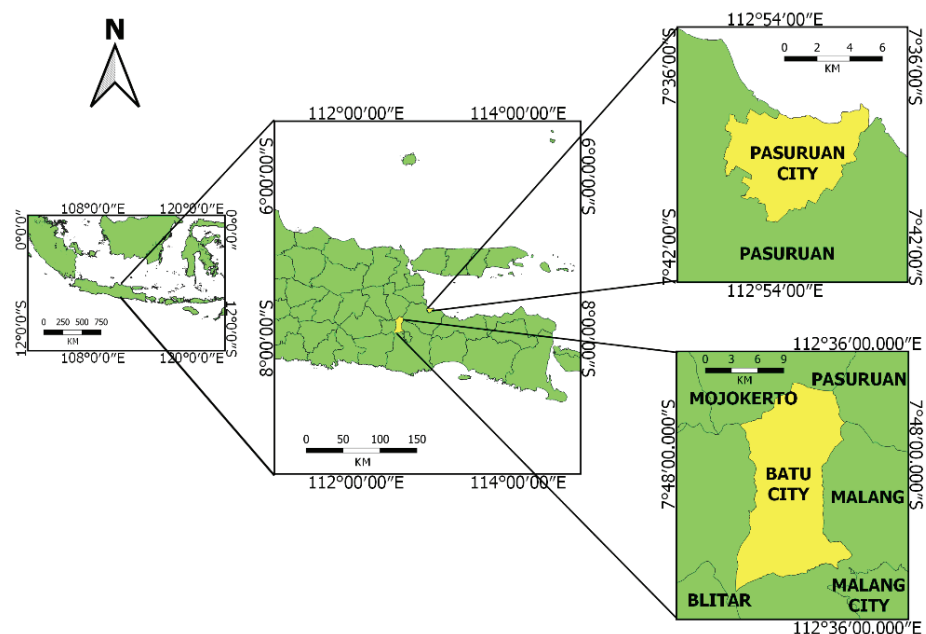 N
108°0′0″E 120°0′0″E
0°0′0″
0°0′0″
12°0′0″S
12°0′0″S
0 250 500 750
KM
108°0′0″E 120°0′0″E
112°00′00″E 114°00′00″E
6°00′00″S
6°00′00″S
8°00′00″S
8°00′00″S
0 50 100 150
KM
112°00′00″E 114°00′00″E
112°54′00″E
7°36′00″S
7°36′00″S
0 2 4 6
KM
PASURUAN
CITY
PASURUAN
7°42′00″S
7°42′00″S
112°54′00″E
112°36′00.000″E
0 3 6 9
KM
PASURUAN
MOJOKERTO
7°48′00.000″S
7°48′00.000″S
BATU
CITY
MALANG
BLITAR
MALANG
CITY
112°36′00.000″E